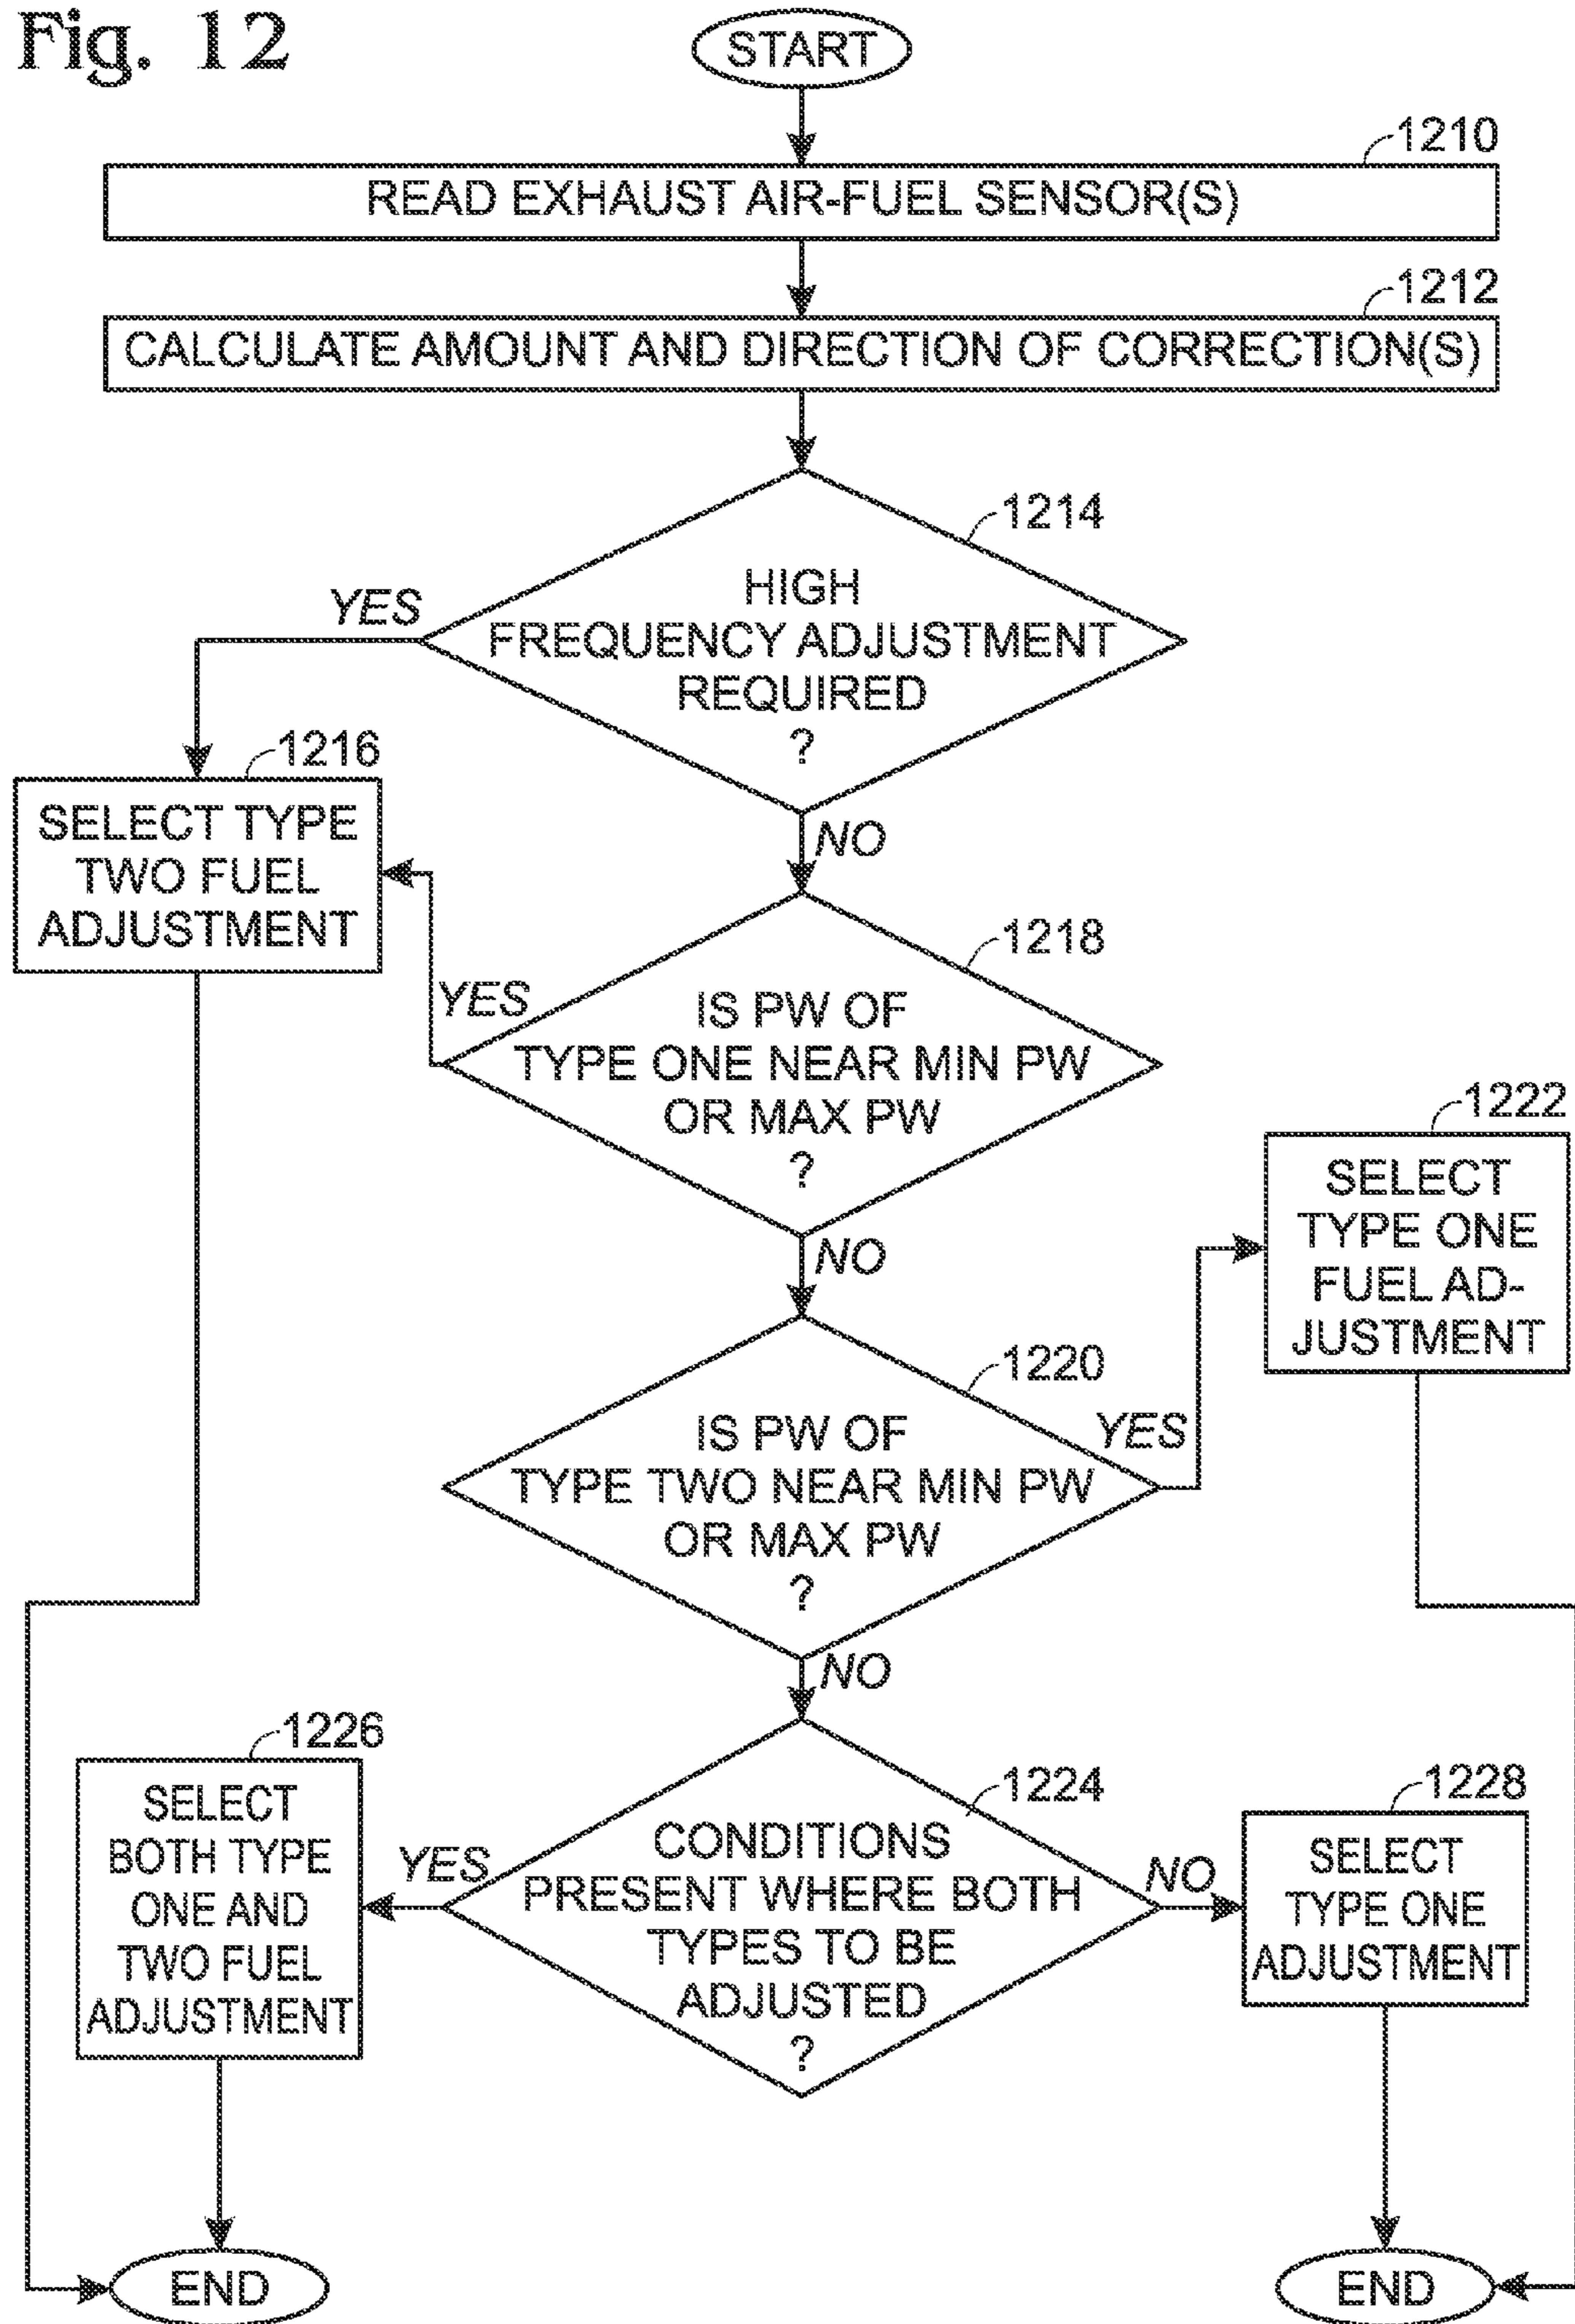 Fig. 12
START
1210
READ EXHAUST AIR-FUEL SENSOR(S)
1212
CALCULATE AMOUNT AND DIRECTION OF CORRECTION(S)
1214
HIGH
FREQUENCY ADJUSTMENT
REQUIRED
?
YES
NO
1216
SELECT TYPE
TWO FUEL
ADJUSTMENT
1218
IS PW OF
TYPE ONE NEAR MIN PW
OR MAX PW
?
YES
NO
1220
IS PW OF
TYPE TWO NEAR MIN PW
OR MAX PW
?
YES
NO
1222
SELECT
TYPE ONE
FUEL AD-
JUSTMENT
1224
CONDITIONS
PRESENT WHERE BOTH
TYPES TO BE
ADJUSTED
?
YES
NO
1226
SELECT
BOTH TYPE
ONE AND
TWO FUEL
ADJUSTMENT
1228
SELECT
TYPE ONE
ADJUSTMENT
END
END